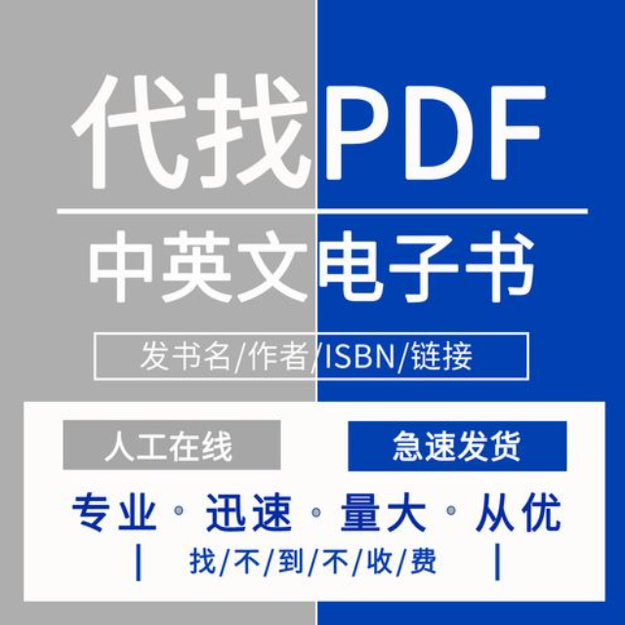 代找PDF
中英文电子书
发书名/作者/ISBN/链接
人工在线 急速发货
专业·迅速·量大·从优
找/不/到/不/收/费